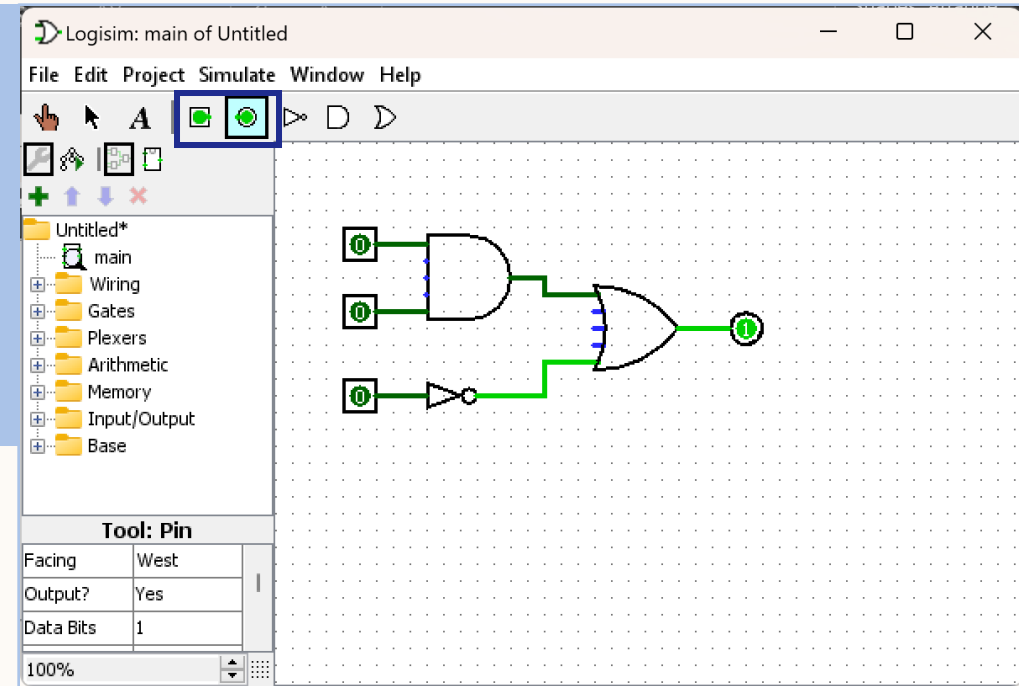 Logisim: main of Untitled
File Edit Project Simulate Window Help
A
Untitled*
main
Wiring
Gates
Plexers
Arithmetic
Memory
Input/Output
Base
Tool: Pin
Facing West
Output? Yes
Data Bits 1
100%
0
0
0
1